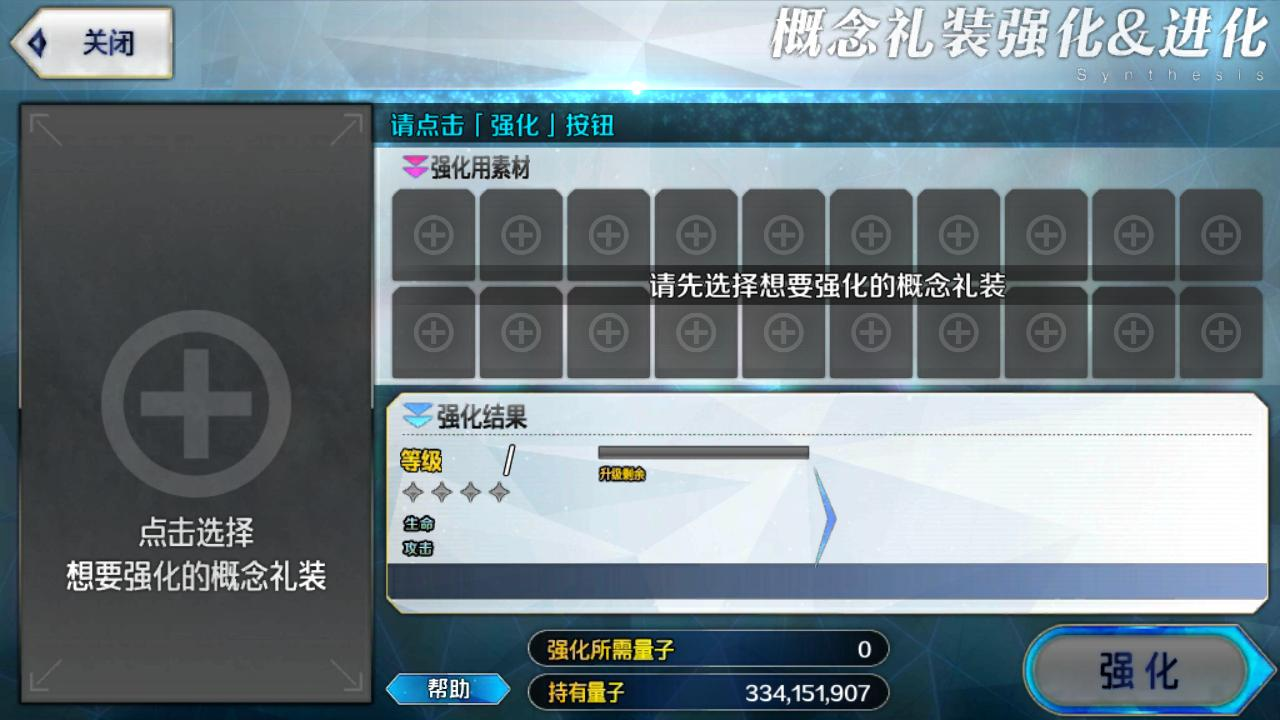 关闭
概念礼装强化&进化
Synthesis
请点击「强化」按钮
强化用素材
请先选择想要强化的概念礼装
点击选择
想要强化的概念礼装
强化结果
等级 /
升级剩余
生命
攻击
强化所需量子 0
帮助
持有量子 334,151,907
强化